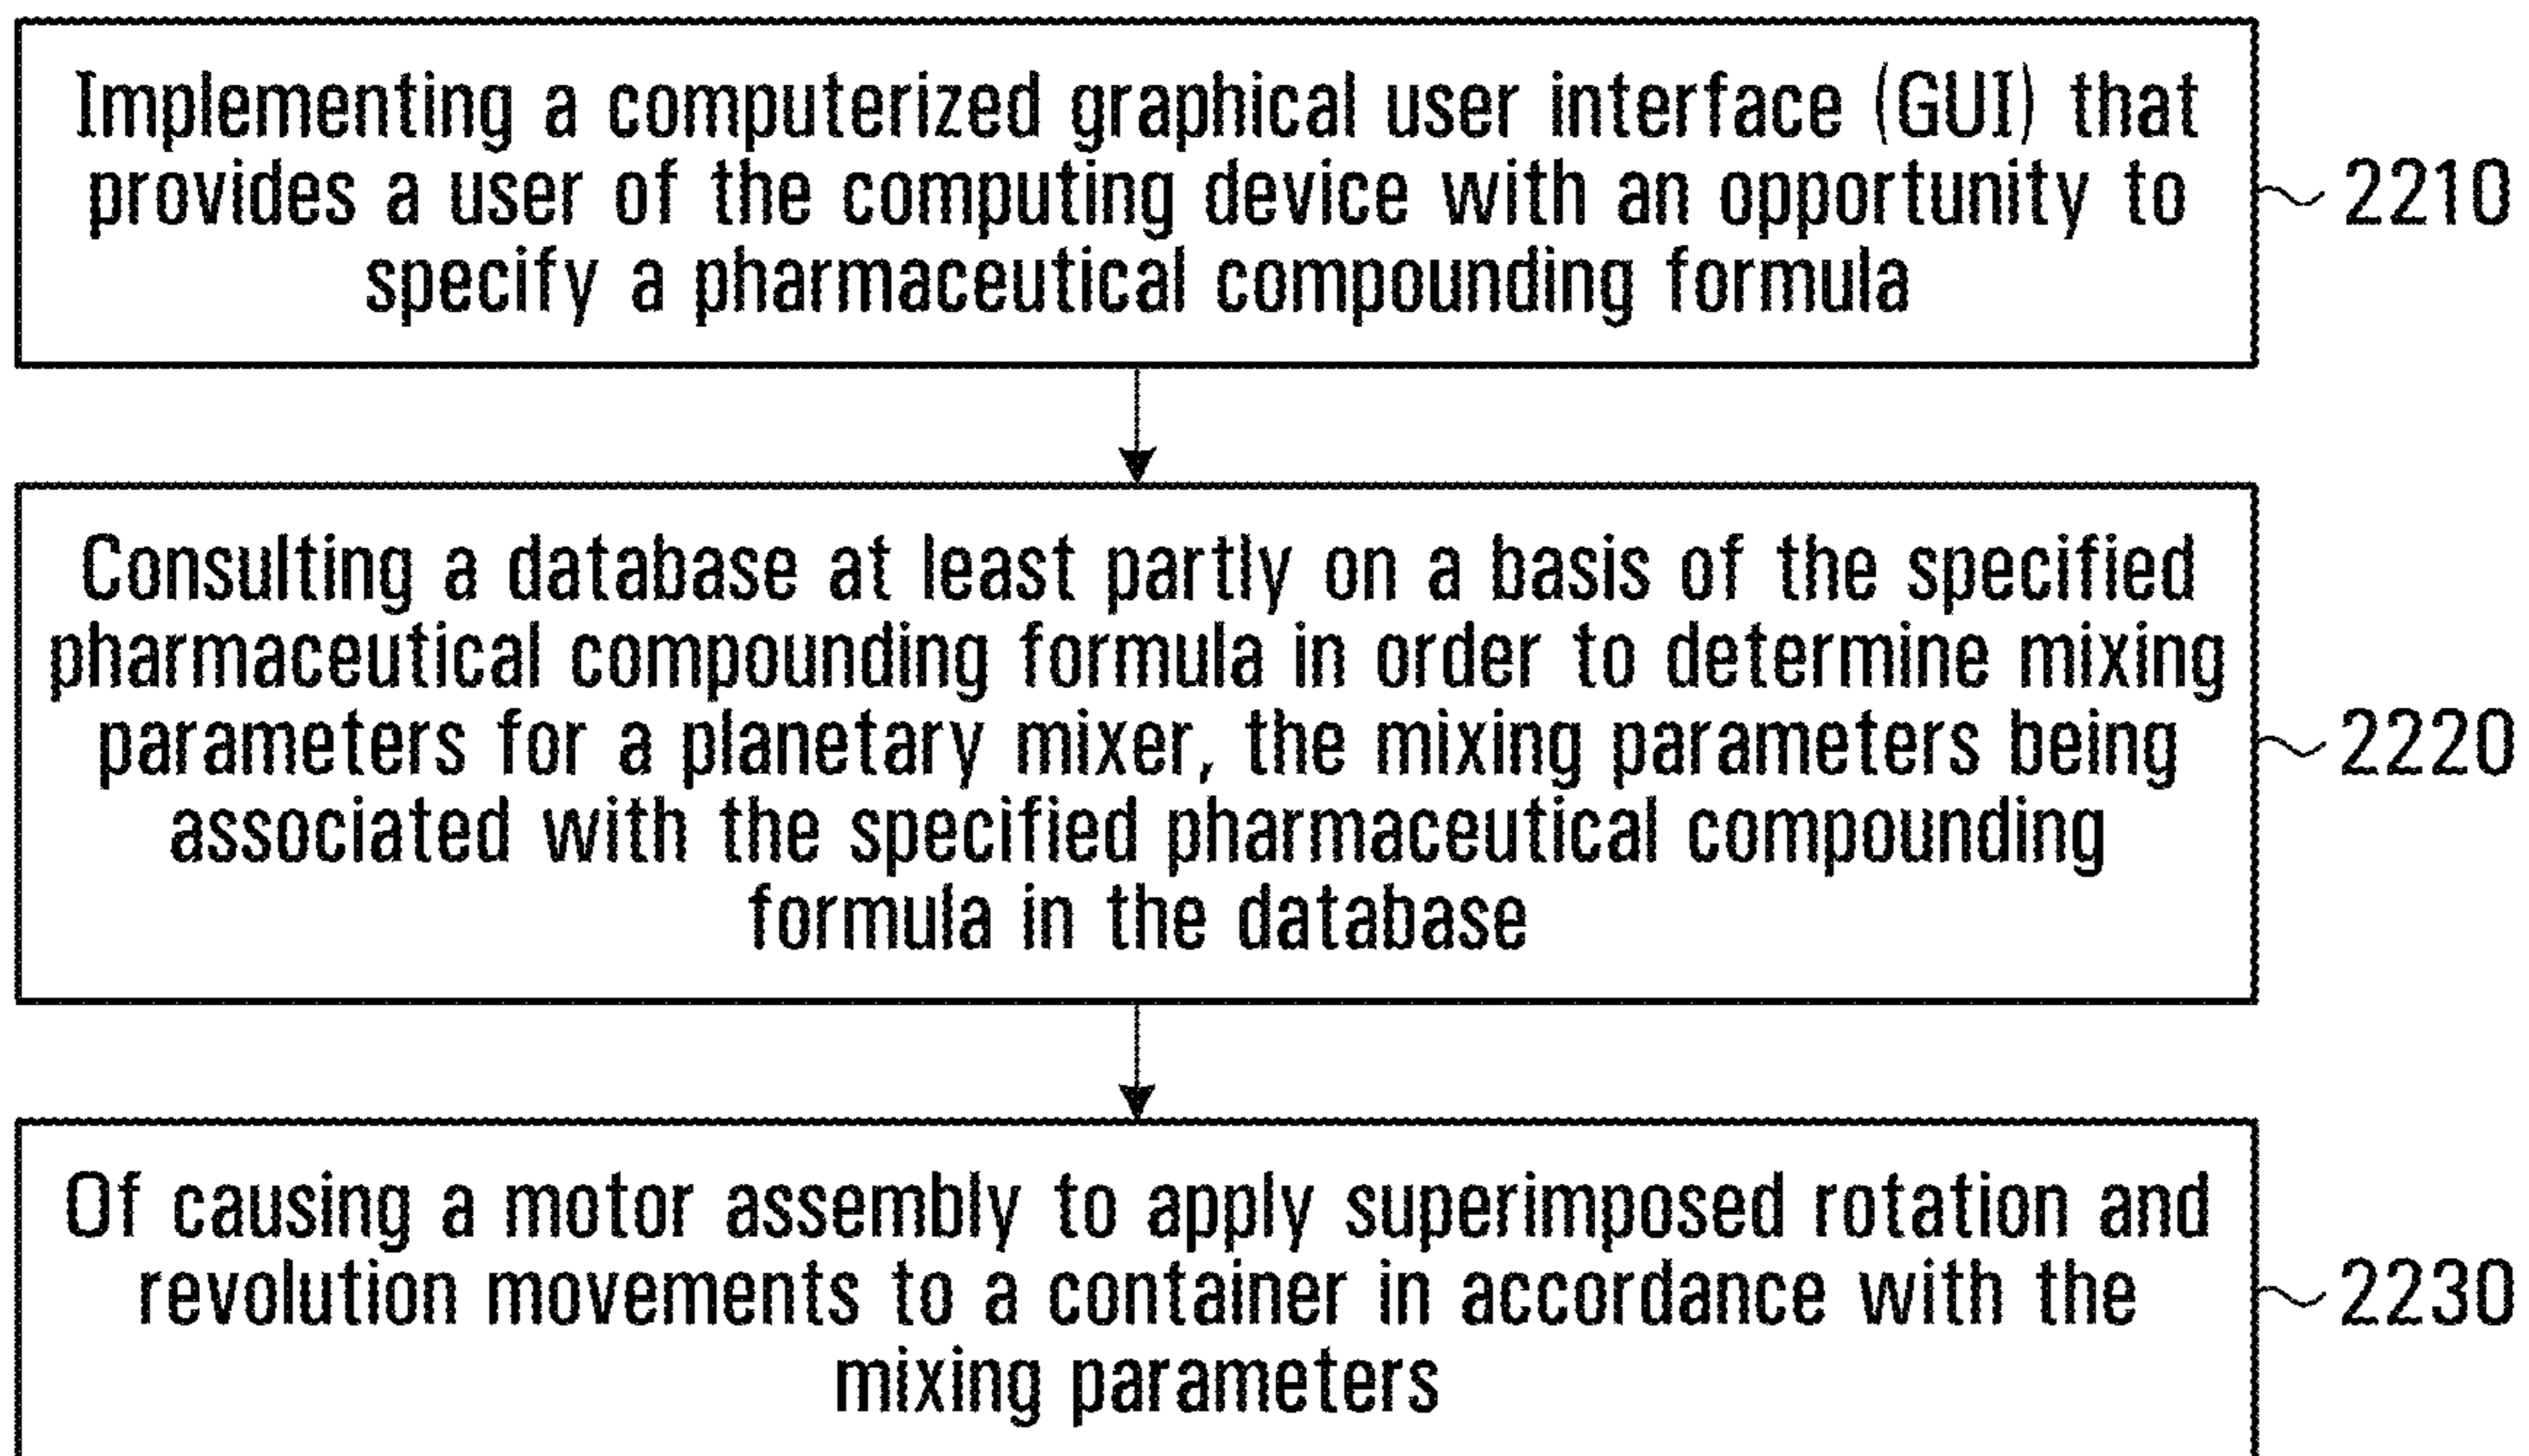 Implementing a computerized graphical user interface (GUI) that
provides a user of the computing device with an opportunity to
specify a pharmaceutical compounding formula
2210
Consulting a database at least partly on a basis of the specified
pharmaceutical compounding formula in order to determine mixing
parameters for a planetary mixer, the mixing parameters being
associated with the specified pharmaceutical compounding
formula in the database
2220
Of causing a motor assembly to apply superimposed rotation and
revolution movements to a container in accordance with the
mixing parameters
2230